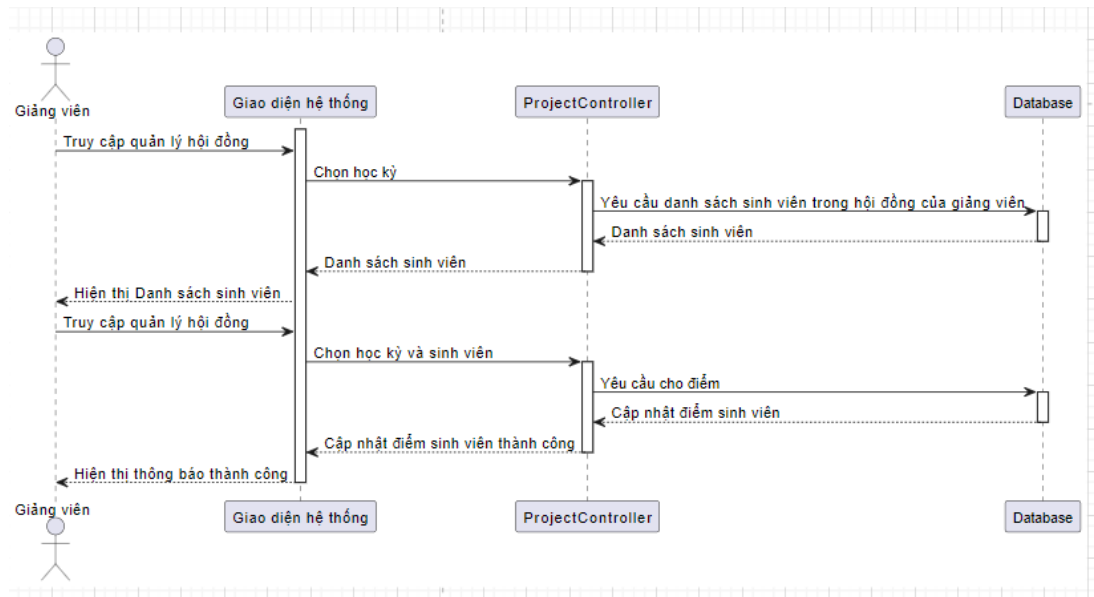 Giảng viên
Giao diện hệ thống
ProjectController
Database
Truy cập quản lý hội đồng
Chọn học kỳ
Yêu cầu danh sách sinh viên trong hội đồng của giảng viên
Danh sách sinh viên
Danh sách sinh viên
Hiện thị Danh sách sinh viên
Truy cập quản lý hội đồng
Chọn học kỳ và sinh viên
Yêu cầu cho điểm
Cập nhật điểm sinh viên
Cập nhật điểm sinh viên thành công
Hiện thị thông báo thành công
Giảng viên
Giao diện hệ thống
ProjectController
Database